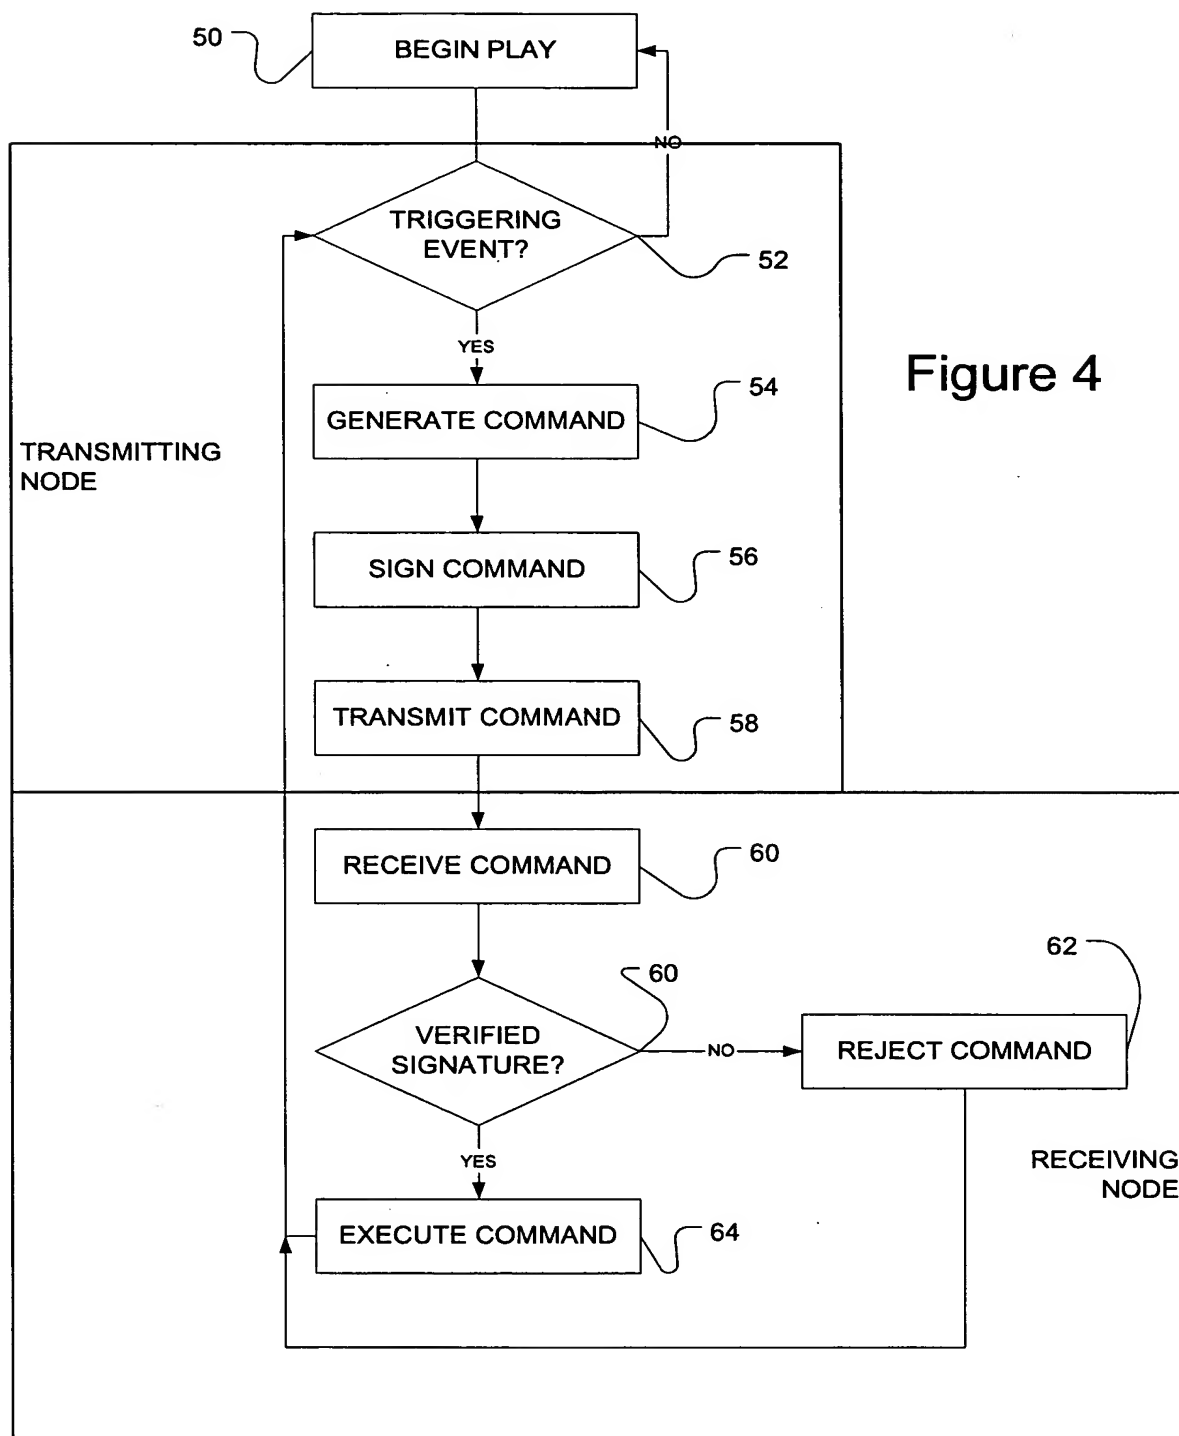 50
BEGIN PLAY
NO
TRIGGERING
EVENT?
52
YES
Figure 4
54
GENERATE COMMAND
TRANSMITTING
NODE
56
SIGN COMMAND
58
TRANSMIT COMMAND
60
RECEIVE COMMAND
62
60
VERIFIED
SIGNATURE?
NO
REJECT COMMAND
YES
RECEIVING
NODE
EXECUTE COMMAND
64